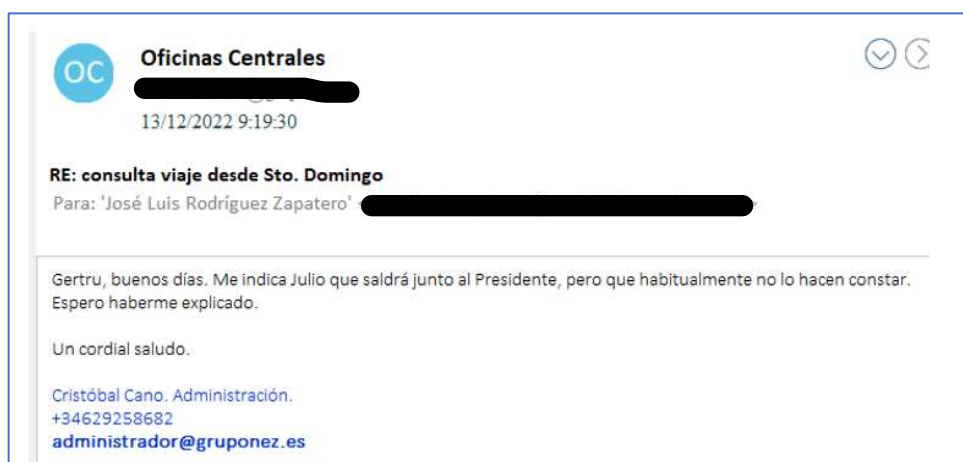 OC
Oficinas Centrales
13/12/2022 9:19:30
RE: consulta viaje desde Sto. Domingo
Para: 'José Luis Rodríguez Zapatero'
Gertru, buenos días. Me indica Julio que saldrá junto al Presidente, pero que habitualmente no lo hacen constar.
Espero haberme explicado.
Un cordial saludo.
Cristóbal Cano. Administración.
+34629258682
administrador@gruponez.es